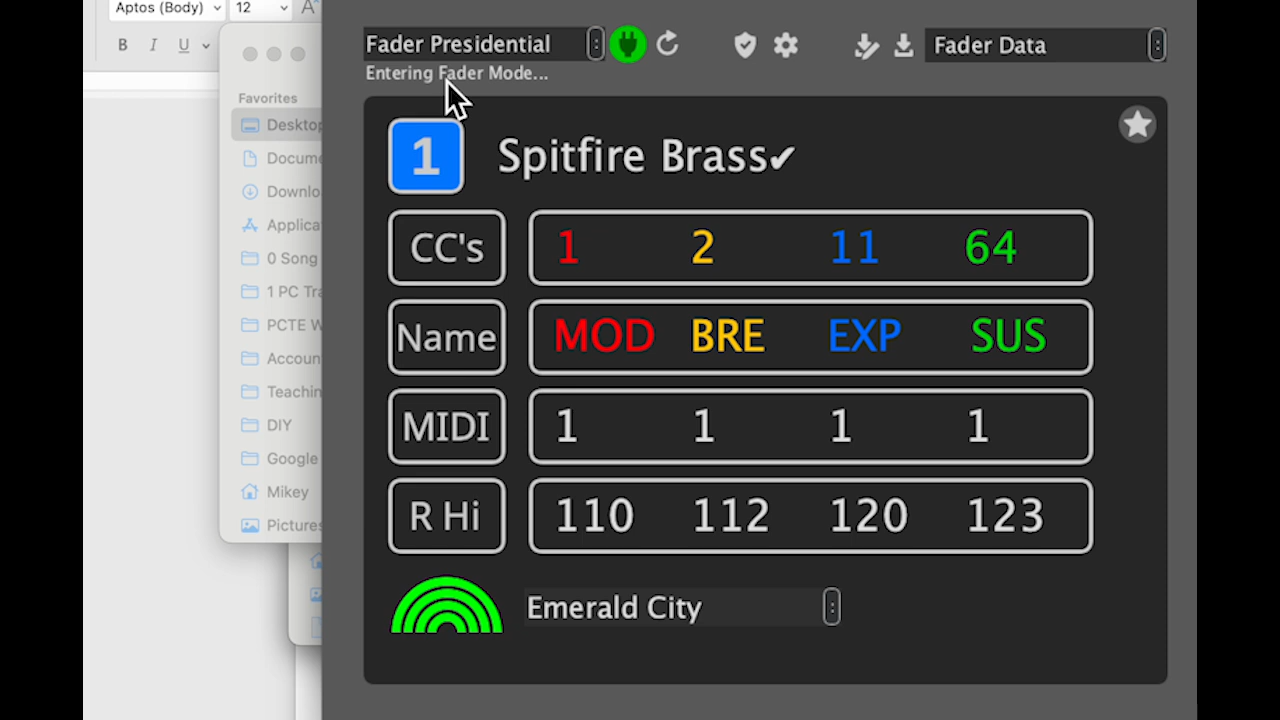 Aptos (Body) 12 A
B I U
Favorites
Desktop
Docume
Downlo
Applica
0 Song
1 PC Tra
PCTE W
Accoun
Teachin
DIY
Google
Mikey
Pictures
Fader Presidential
Fader Data
Entering Fader Mode...
1 Spitfire Brass✔
CC's 1 2 11 64
Name MOD BRE EXP SUS
MIDI 1 1 1 1
R Hi 110 112 120 123
Emerald City